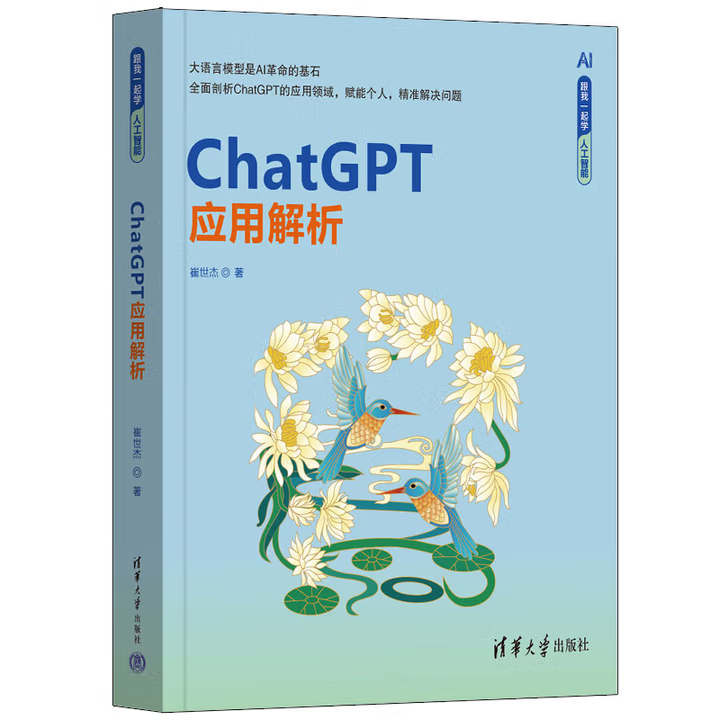 大语言模型是AI革命的基石
全面剖析ChatGPT的应用领域，赋能个人，精准解决问题
AI
跟我一起学
人工智能
ChatGPT
应用解析
崔世杰◎著
清华大学出版社
跟我一起学
人工智能
ChatGPT应用解析
崔世杰◎著
清华大学出版社